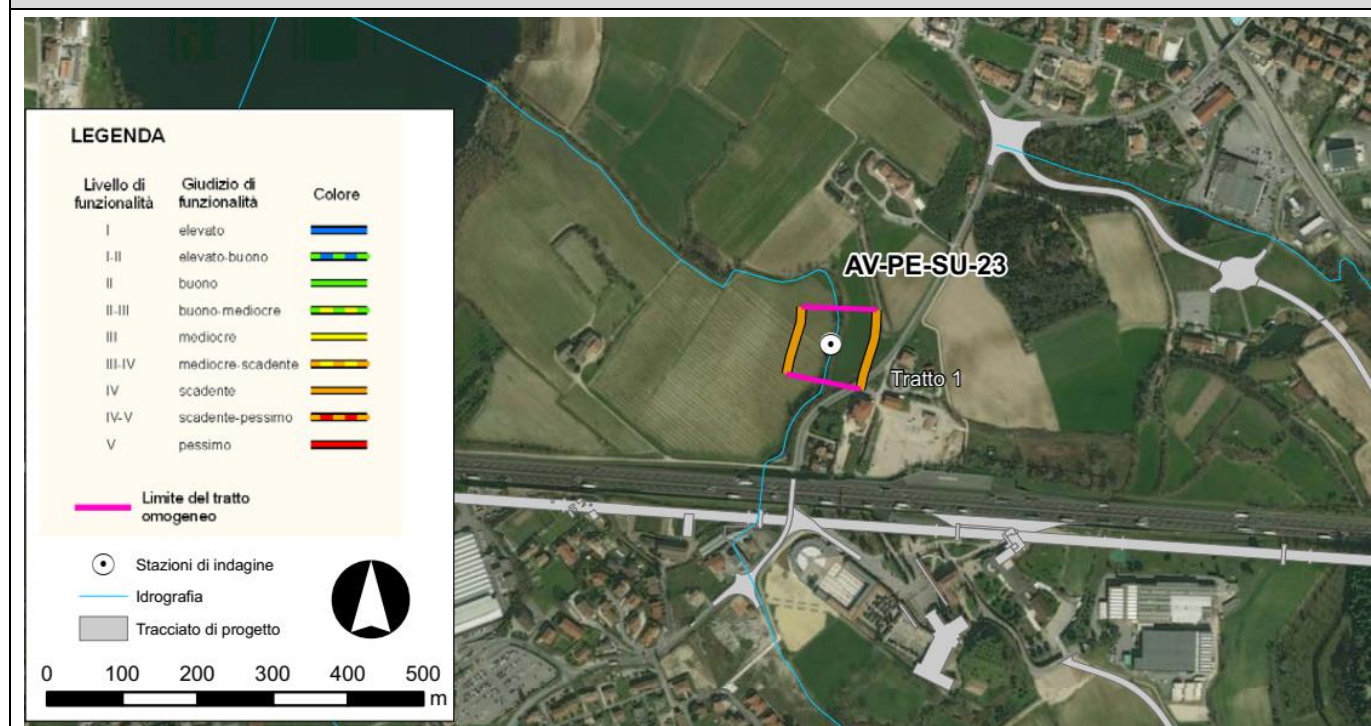 LEGENDA
Livello di funzionalità Giudizio di funzionalità Colore
I elevato
I-II elevato-buono
II buono
II-III buono-mediocre
III mediocre
III-IV mediocre-scadente
IV scadente
IV-V scadente-pessimo
V pessimo
Limite del tratto
omogeneo
Stazioni di indagine
Idrografia
Tracciato di progetto
0 100 200 300 400 500
m
AV-PE-SU-23
Tratto 1